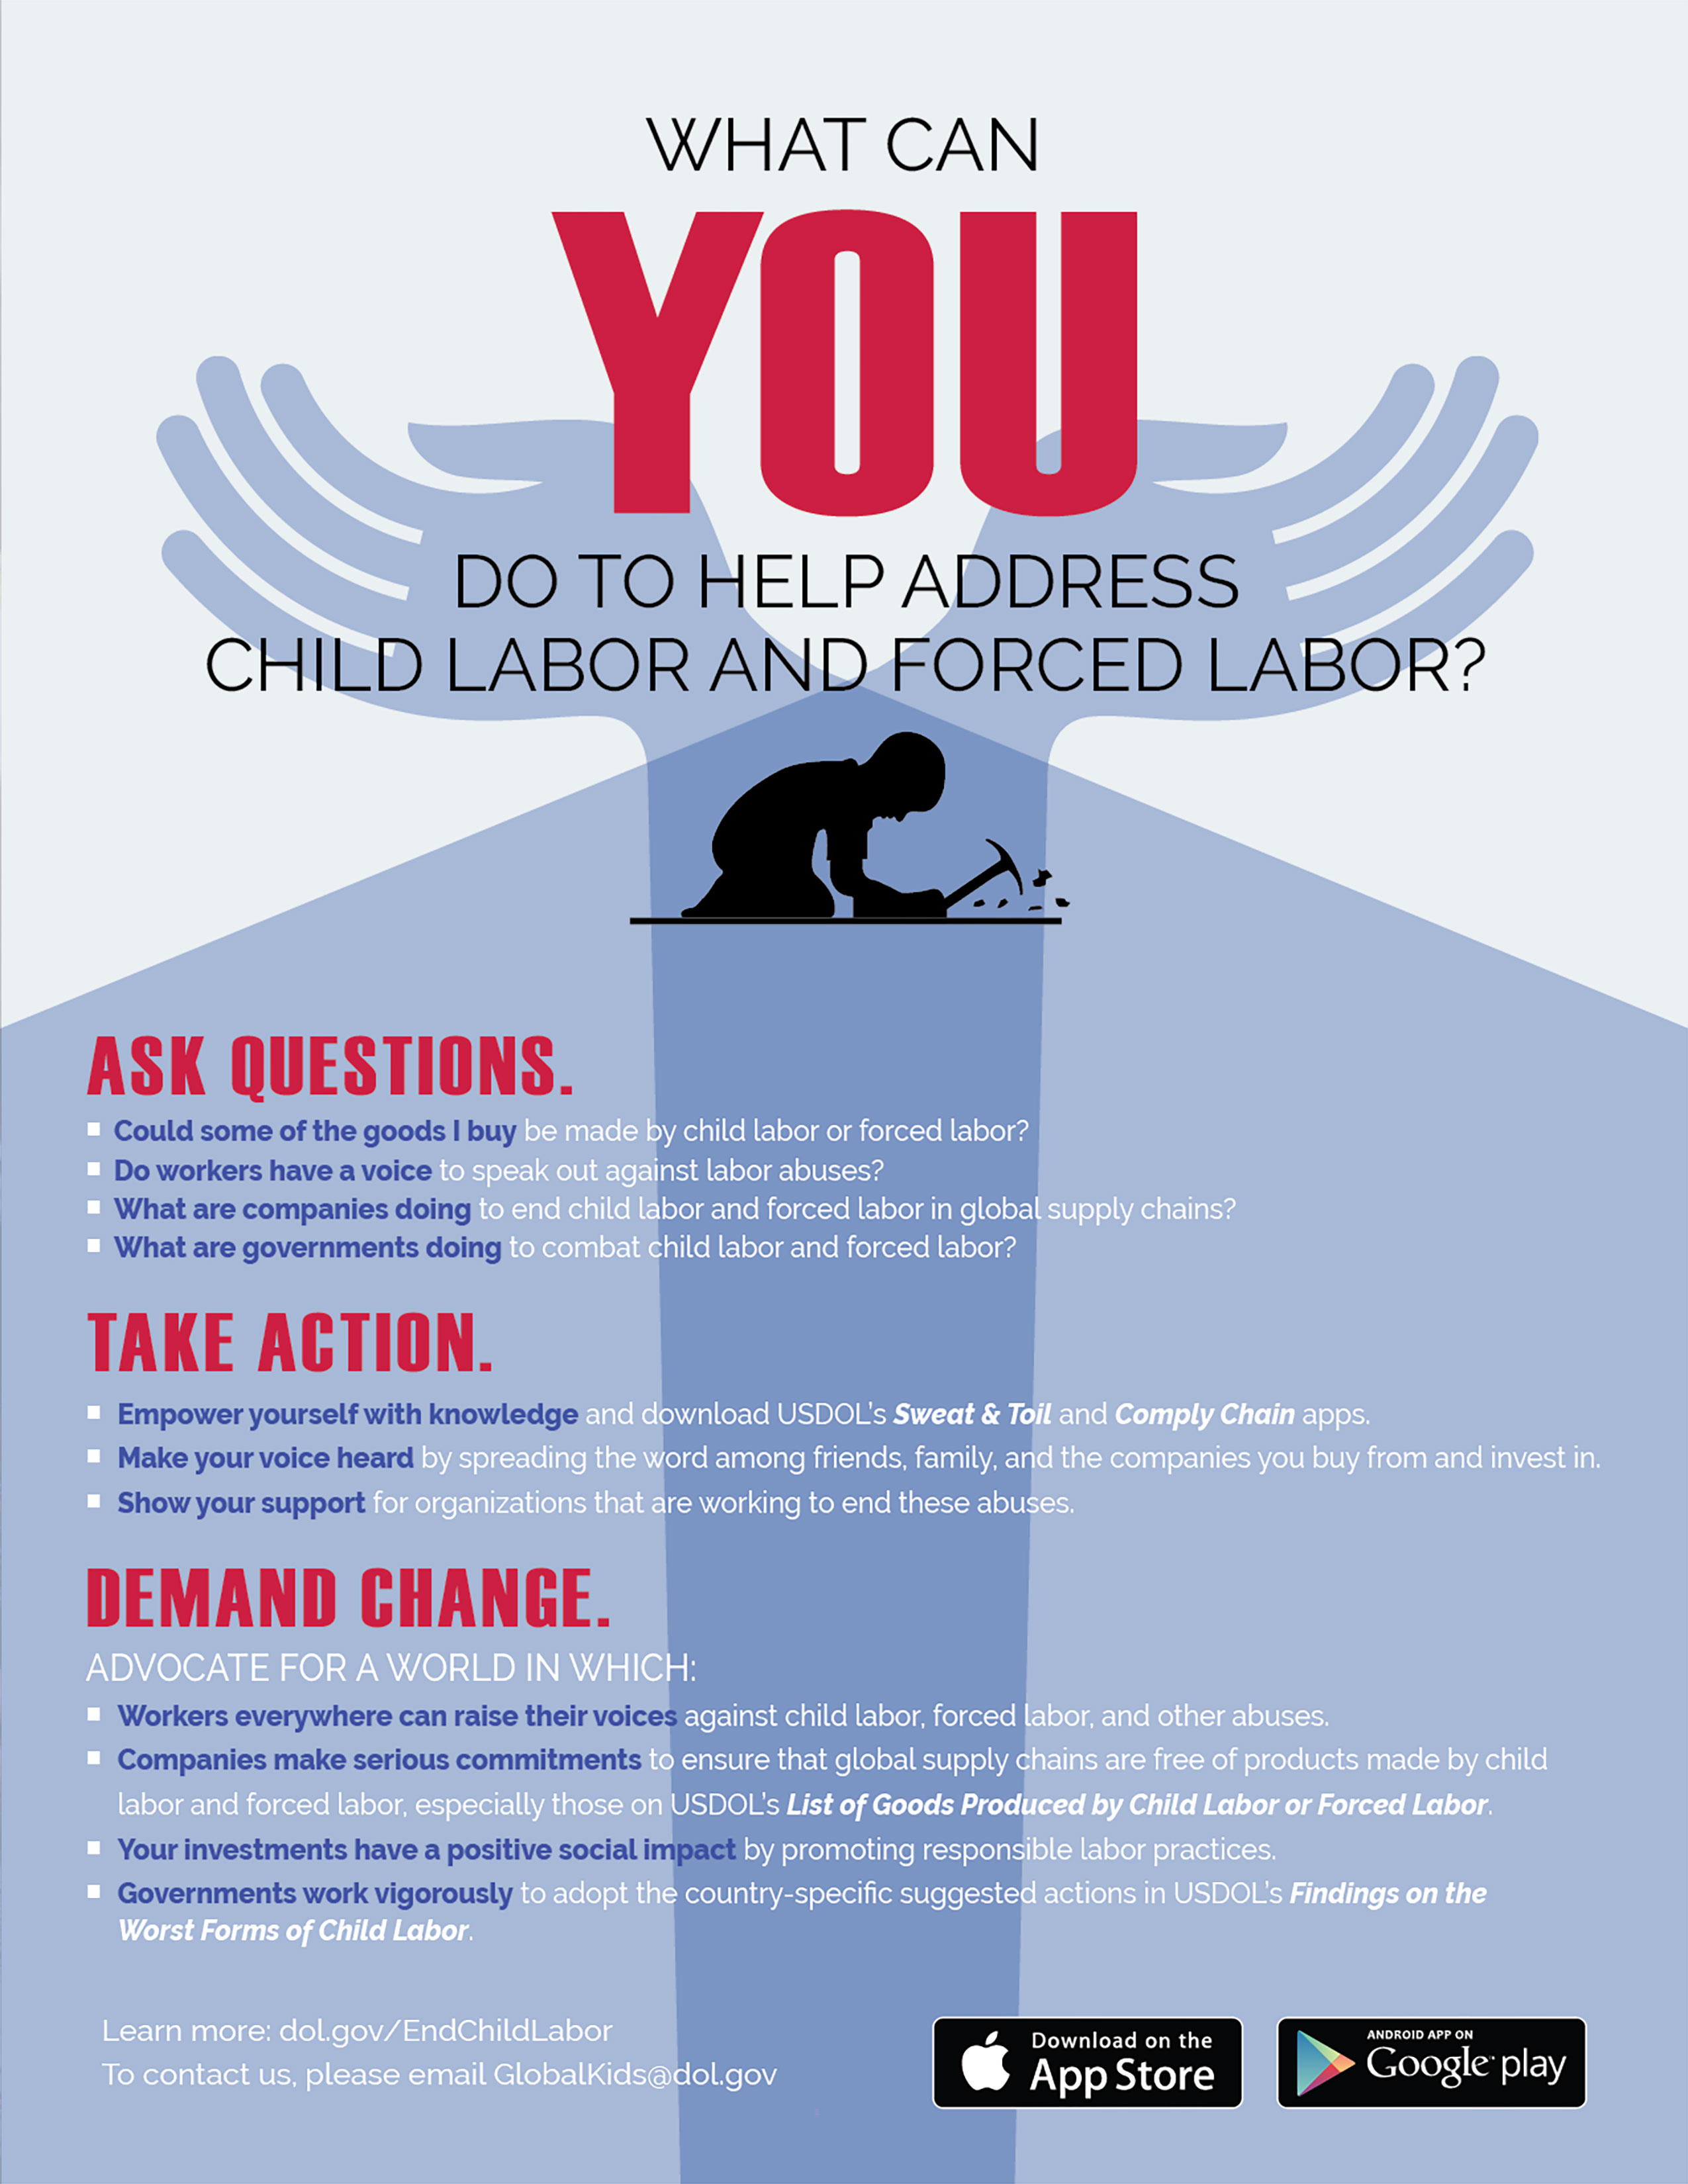 WHAT CAN
YOU
DO TO HELP ADDRESS
CHILD LABOR AND FORCED LABOR?
ASK QUESTIONS.
▪ Could some of the goods I buy be made by child labor or forced labor?
▪ Do workers have a voice to speak out against labor abuses?
▪ What are companies doing to end child labor and forced labor in global supply chains?
▪ What are governments doing to combat child labor and forced labor?
TAKE ACTION.
▪ Empower yourself with knowledge and download USDOL's Sweat & Toil and Comply Chain apps.
▪ Make your voice heard by spreading the word among friends, family, and the companies you buy from and invest in.
▪ Show your support for organizations that are working to end these abuses.
DEMAND CHANGE.
ADVOCATE FOR A WORLD IN WHICH:
▪ Workers everywhere can raise their voices against child labor, forced labor, and other abuses.
▪ Companies make serious commitments to ensure that global supply chains are free of products made by child
labor and forced labor, especially those on USDOL's List of Goods Produced by Child Labor or Forced Labor.
▪ Your investments have a positive social impact by promoting responsible labor practices.
▪ Governments work vigorously to adopt the country-specific suggested actions in USDOL's Findings on the
Worst Forms of Child Labor.
Learn more: dol.gov/EndChildLabor
To contact us, please email GlobalKids@dol.gov
Download on the
App Store
ANDROID APP ON
Google play